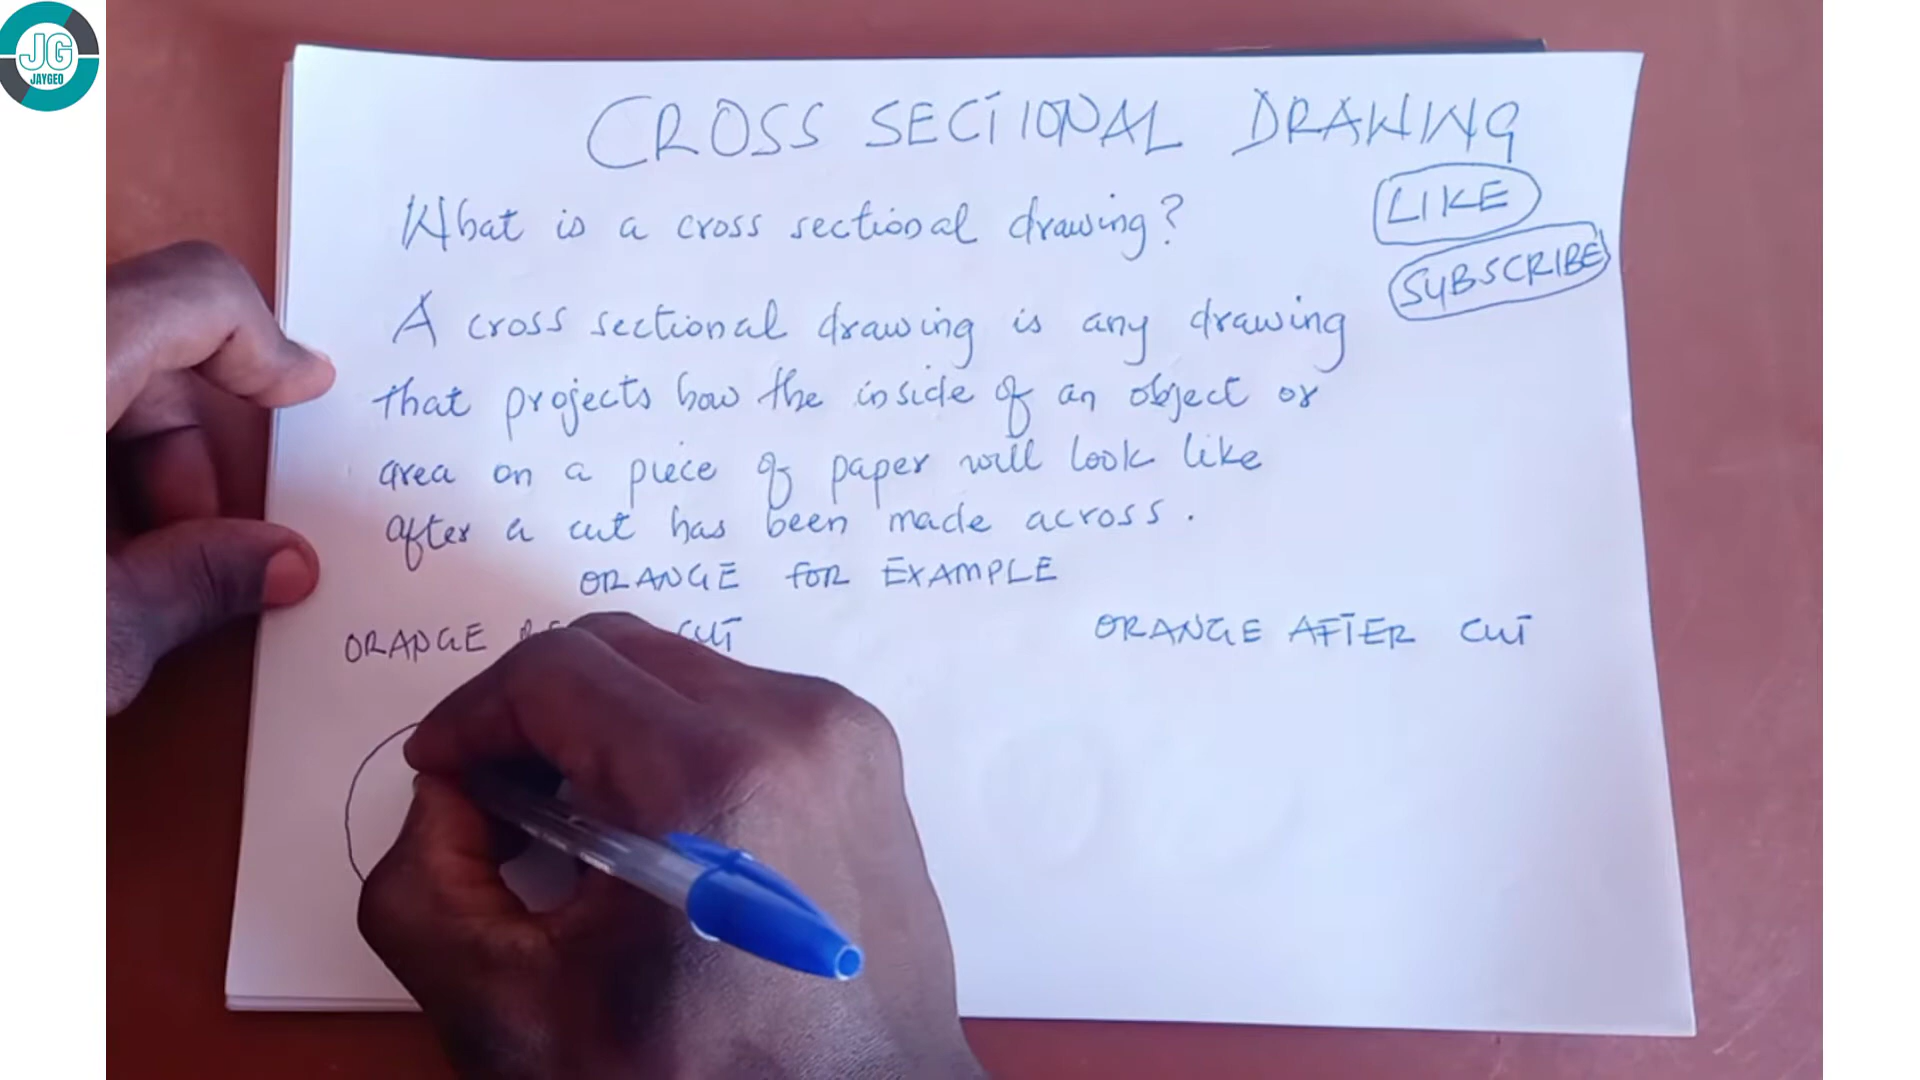 JG
JAYGEO
CROSS SECTIONAL DRAWING
What is a cross sectional drawing?
LIKE
SUBSCRIBE
A cross sectional drawing is any drawing
that projects how the inside of an object or
area on a piece of paper will look like
after a cut has been made across.
ORANGE FOR EXAMPLE
ORANGE CUT
ORANGE AFTER CUT